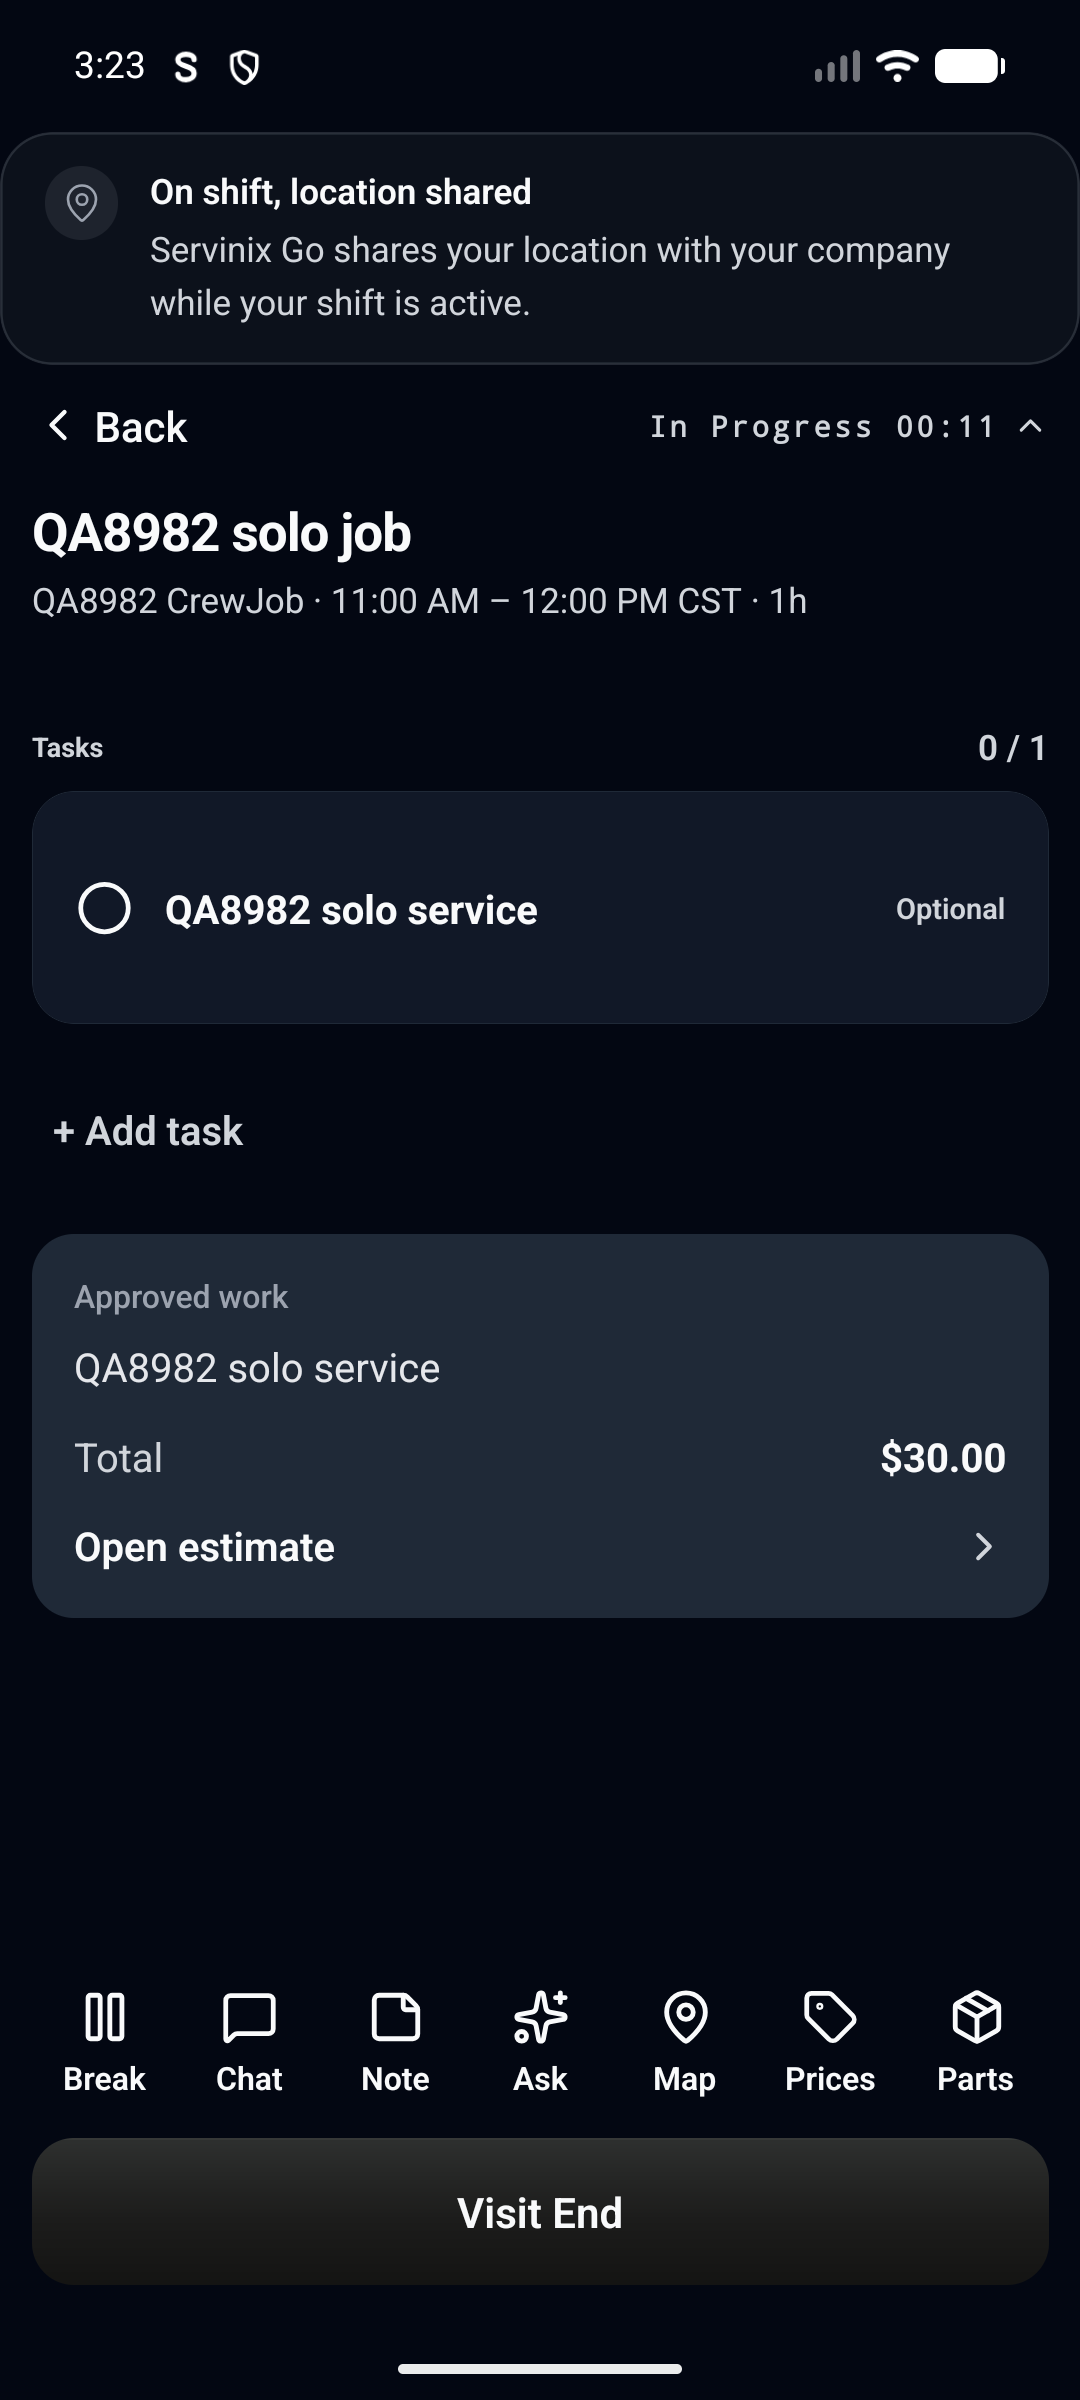 3:23
On shift, location shared
Servinix Go shares your location with your company
while your shift is active.
Back
In Progress 00:11
QA8982 solo job
QA8982 CrewJob · 11:00 AM – 12:00 PM CST · 1h
Tasks
0 / 1
QA8982 solo service
Optional
+ Add task
Approved work
QA8982 solo service
Total
$30.00
Open estimate
Break
Chat
Note
Ask
Map
Prices
Parts
Visit End